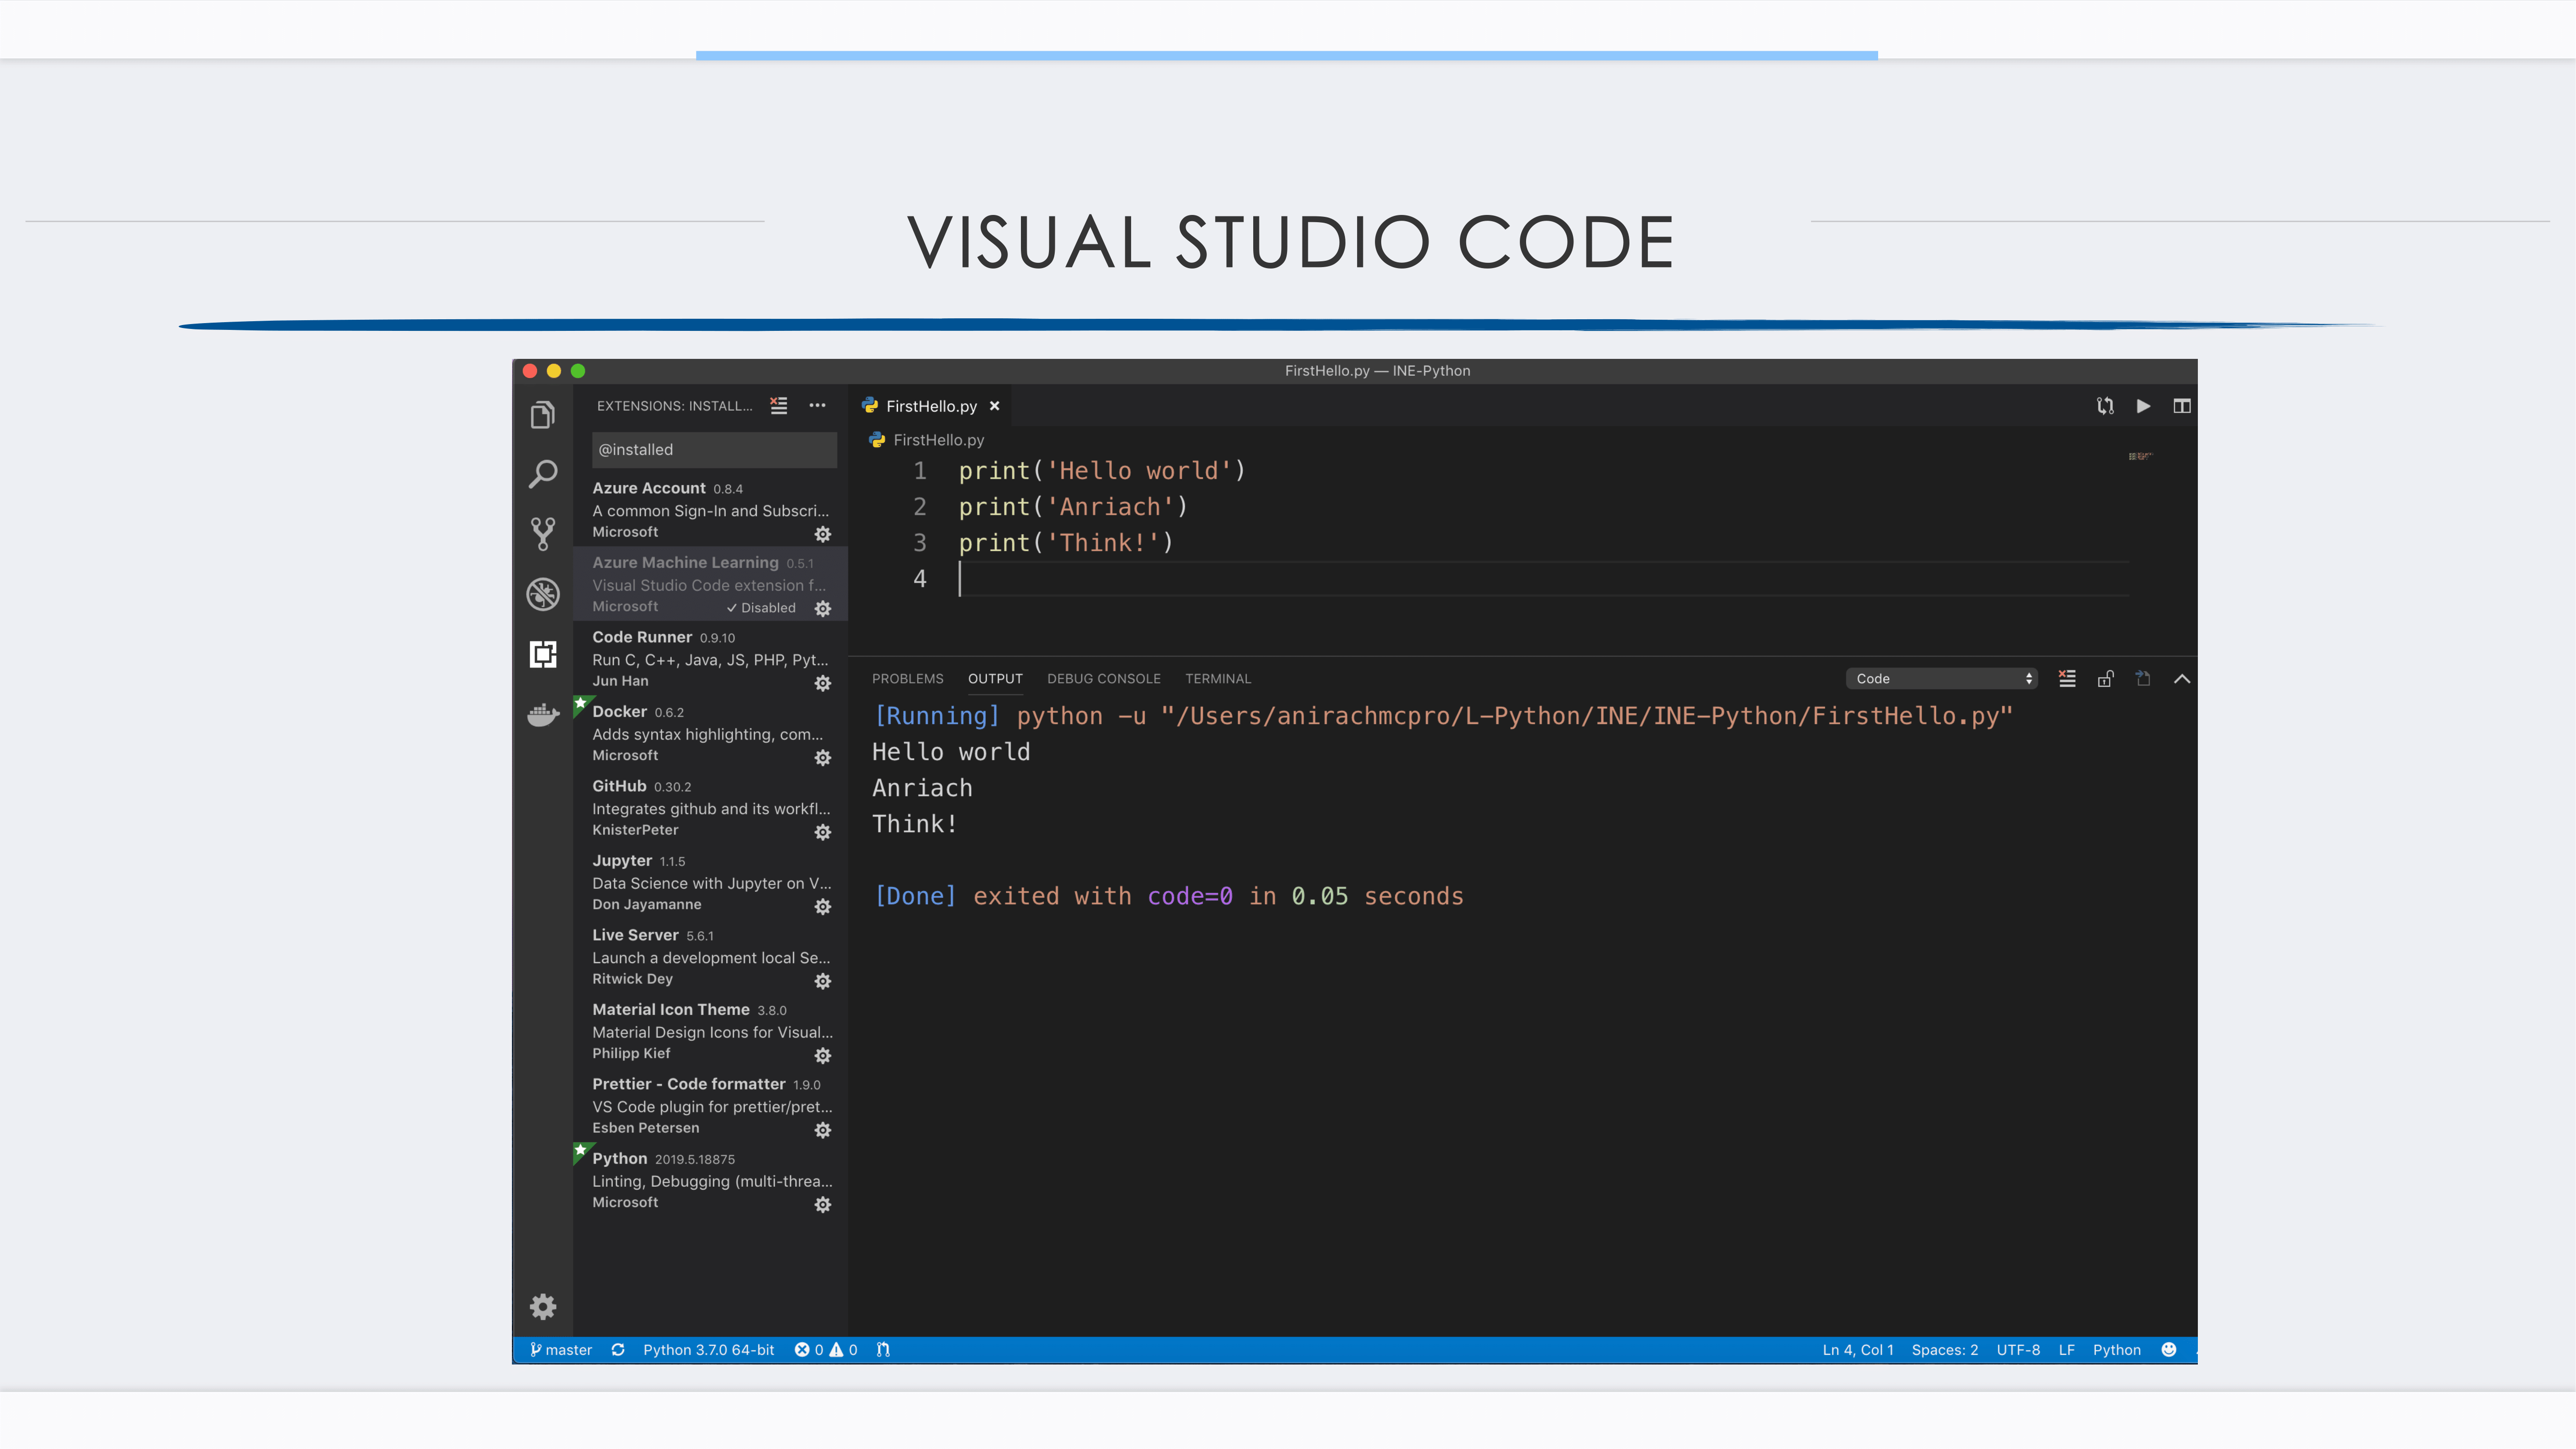 VISUAL STUDIO CODE
FirstHello.py — INE-Python
EXTENSIONS: INSTALL...
@installed
Azure Account 0.8.4
A common Sign-In and Subscri...
Microsoft
Azure Machine Learning 0.5.1
Visual Studio Code extension f...
Microsoft ✓ Disabled
Code Runner 0.9.10
Run C, C++, Java, JS, PHP, Pyt...
Jun Han
Docker 0.6.2
Adds syntax highlighting, com...
Microsoft
GitHub 0.30.2
Integrates github and its workfl...
KnisterPeter
Jupyter 1.1.5
Data Science with Jupyter on V...
Don Jayamanne
Live Server 5.6.1
Launch a development local Se...
Ritwick Dey
Material Icon Theme 3.8.0
Material Design Icons for Visual...
Philipp Kief
Prettier - Code formatter 1.9.0
VS Code plugin for prettier/pret...
Esben Petersen
Python 2019.5.18875
Linting, Debugging (multi-threa...
Microsoft
FirstHello.py
FirstHello.py
1 print('Hello world')
2 print('Anriach')
3 print('Think!')
4
PROBLEMS OUTPUT DEBUG CONSOLE TERMINAL Code
[Running] python -u "/Users/anirachmcpro/L-Python/INE/INE-Python/FirstHello.py"
Hello world
Anriach
Think!
[Done] exited with code=0 in 0.05 seconds
master Python 3.7.0 64-bit 0 0 Ln 4, Col 1 Spaces: 2 UTF-8 LF Python